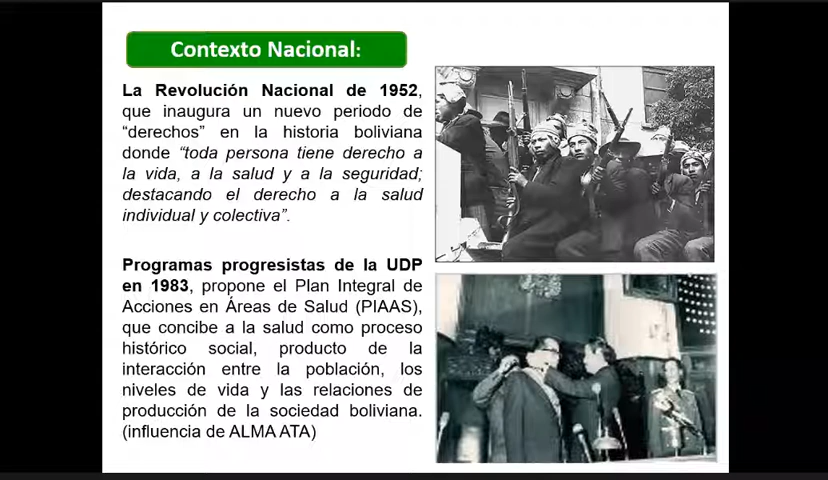 Contexto Nacional:
La Revolución Nacional de 1952,
que inaugura un nuevo periodo de
“derechos” en la historia boliviana
donde “toda persona tiene derecho a
la vida, a la salud y a la seguridad;
destacando el derecho a la salud
individual y colectiva”.
Programas progresistas de la UDP
en 1983, propone el Plan Integral de
Acciones en Áreas de Salud (PIAAS),
que concibe a la salud como proceso
histórico social, producto de la
interacción entre la población, los
niveles de vida y las relaciones de
producción de la sociedad boliviana.
(influencia de ALMA ATA)